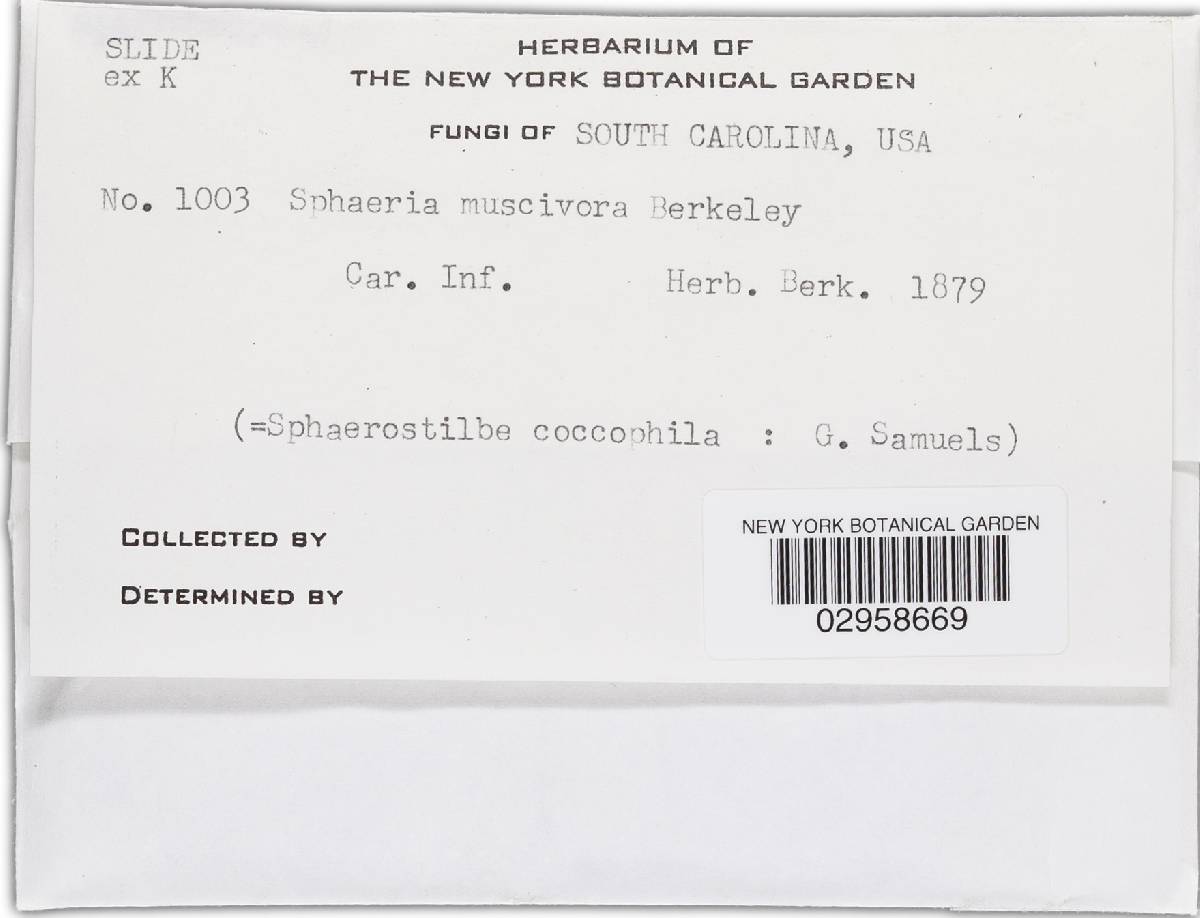 SLIDE
ex K
HERBARIUM OF
THE NEW YORK BOTANICAL GARDEN
FUNGI OF SOUTH CAROLINA, USA
No. 1003 Sphaeria muscivora Berkeley
Car. Inf. Herb. Berk. 1879
(=Sphaerostilbe coccophila : G. Samuels)
COLLECTED BY
DETERMINED BY
NEW YORK BOTANICAL GARDEN
02958669